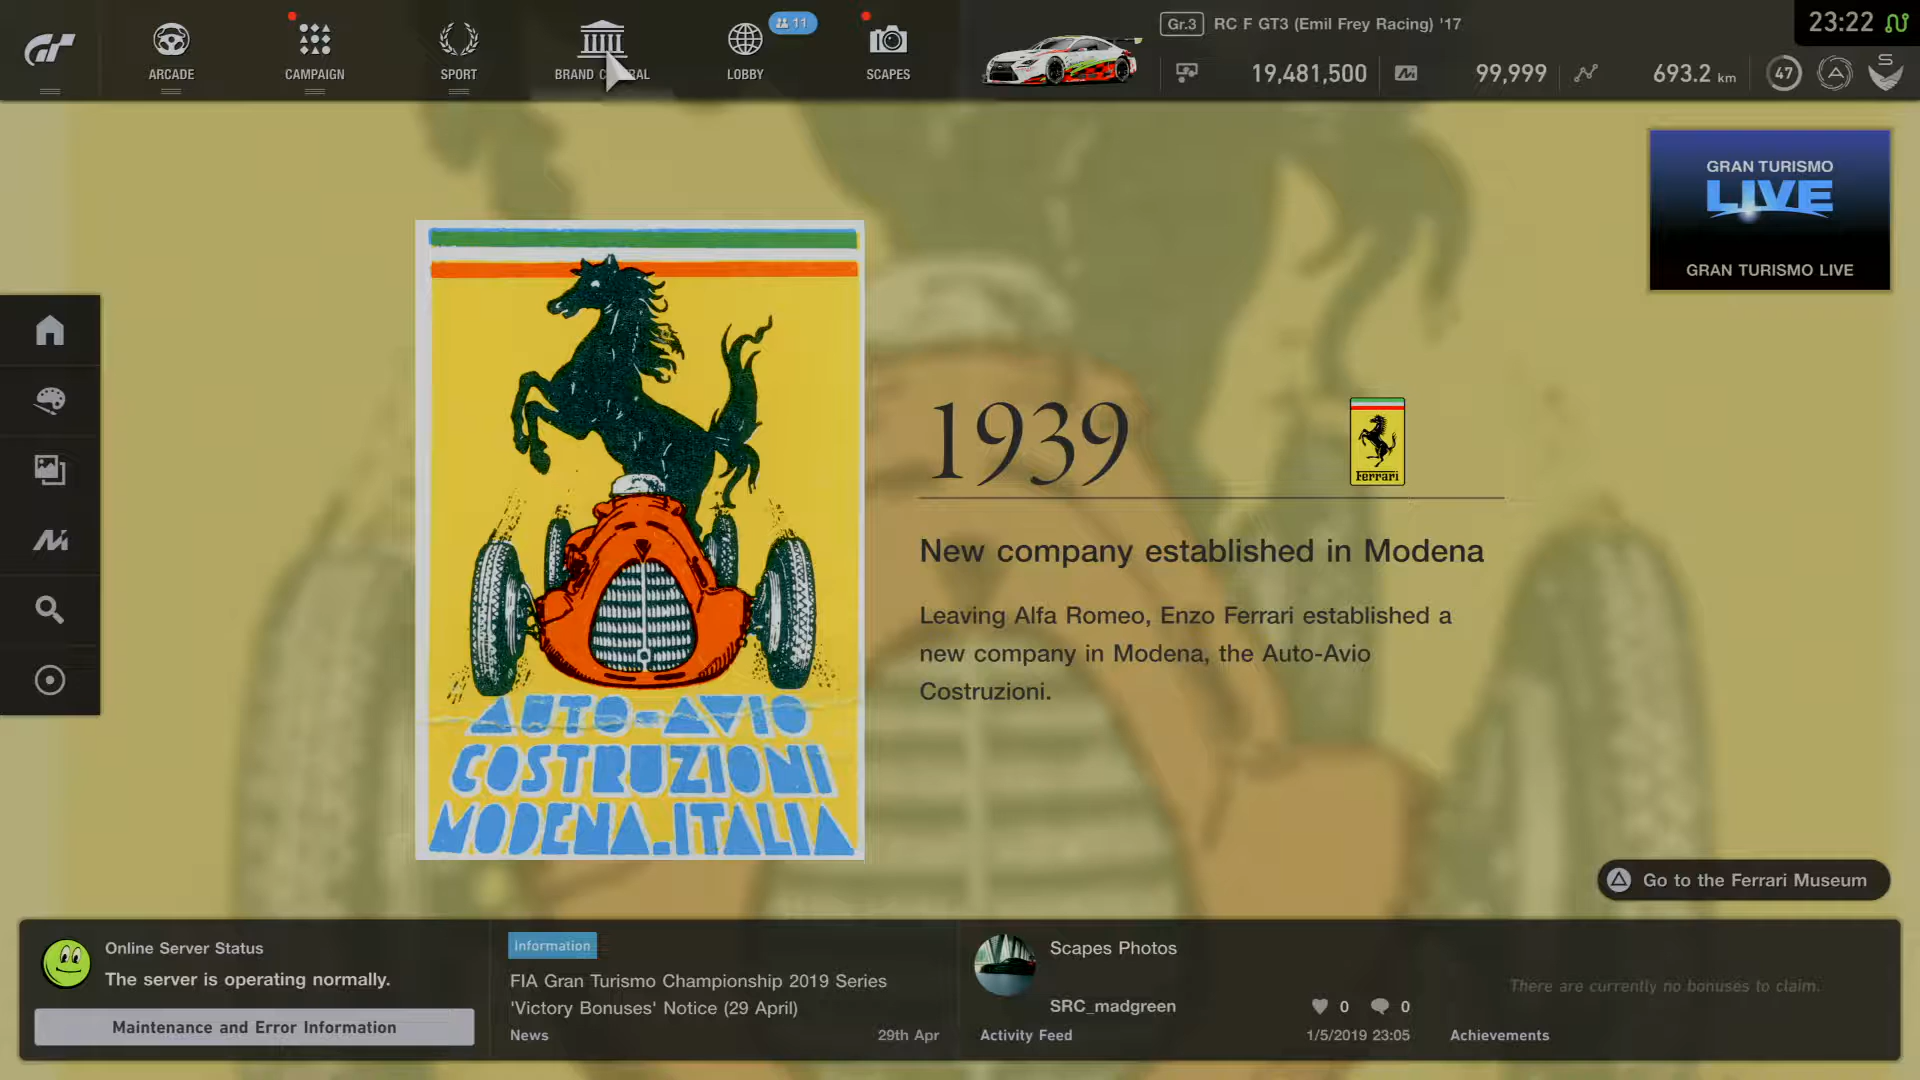 GT
ARCADE
CAMPAIGN
SPORT
BRAND CENTRAL
LOBBY
11
SCAPES
Gr.3 RC F GT3 (Emil Frey Racing) '17
19,481,500
99,999
693.2 km
47
A
S
23:22
GRAN TURISMO
LIVE
GRAN TURISMO LIVE
AUTO-AVIO
COSTRUZIONI
MODENA.ITALIA
1939
Ferrari
New company established in Modena
Leaving Alfa Romeo, Enzo Ferrari established a
new company in Modena, the Auto-Avio
Costruzioni.
Go to the Ferrari Museum
Online Server Status
The server is operating normally.
Maintenance and Error Information
Information
FIA Gran Turismo Championship 2019 Series
'Victory Bonuses' Notice (29 April)
News
29th Apr
Scapes Photos
SRC_madgreen
0
0
Activity Feed
1/5/2019 23:05
There are currently no bonuses to claim.
Achievements